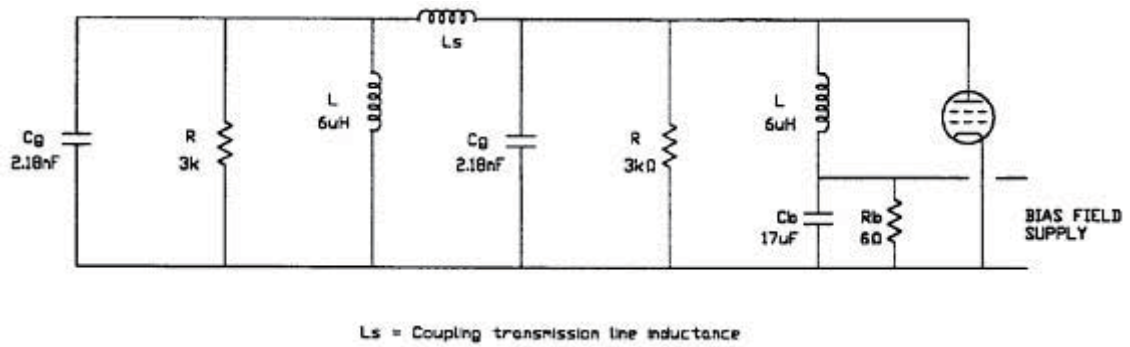 Ls
Cg
2.18nF
R
3k
L
6uH
Cg
2.18nF
R
3kΩ
L
6uH
Cb
17uF
Rb
6Ω
BIAS FIELD
SUPPLY
Ls = Coupling transmission line inductance